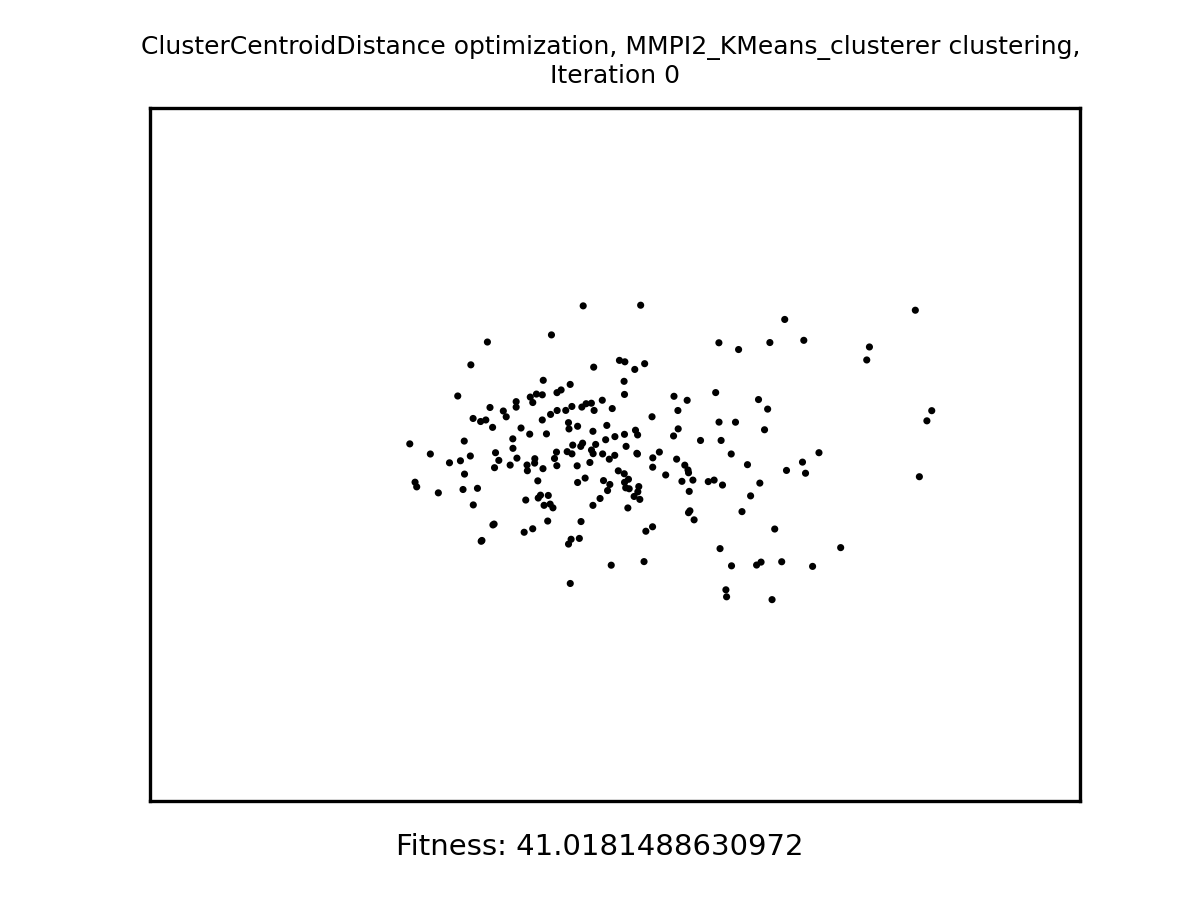 ClusterCentroidDistance optimization, MMPI2_KMeans_clusterer clustering,
Iteration 0
Fitness: 41.0181488630972